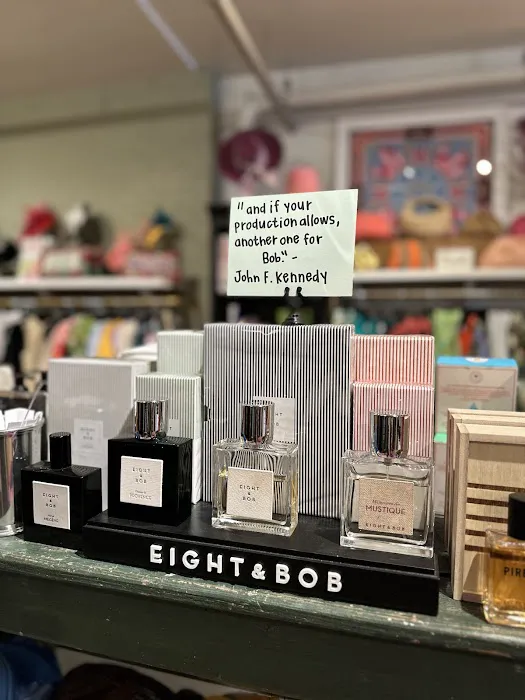 "and if your
production allows,
another one for
Bob." -
John F. Kennedy
EIGHT
&
BOB
EIGHT
&
BOB
PROVENCE
EIGHT
&
BOB
MUSTIQUE
EIGHT & BOB
EIGHT&BOB